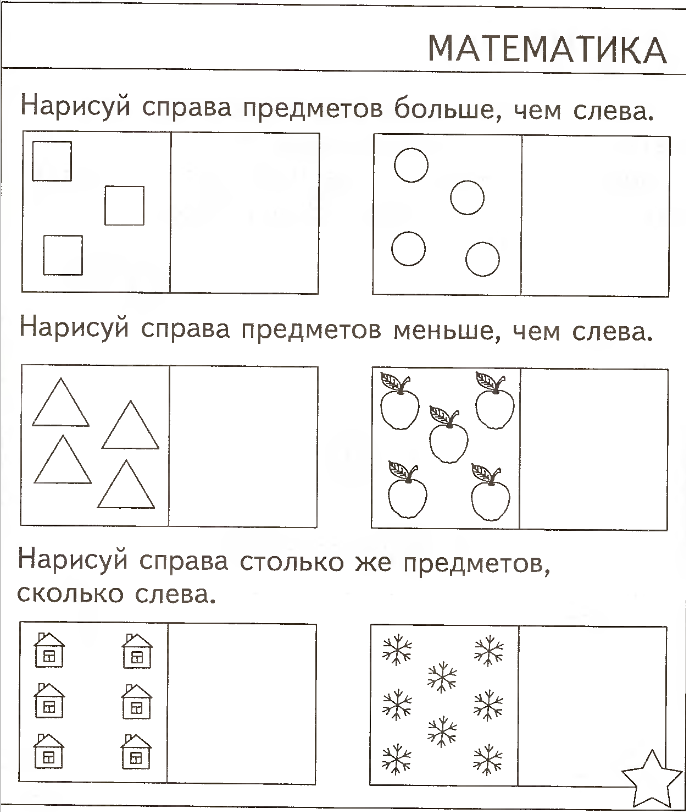 МАТЕМАТИКА
Нарисуй справа предметов больше, чем слева.
Нарисуй справа предметов меньше, чем слева.
Нарисуй справа столько же предметов,
сколько слева.